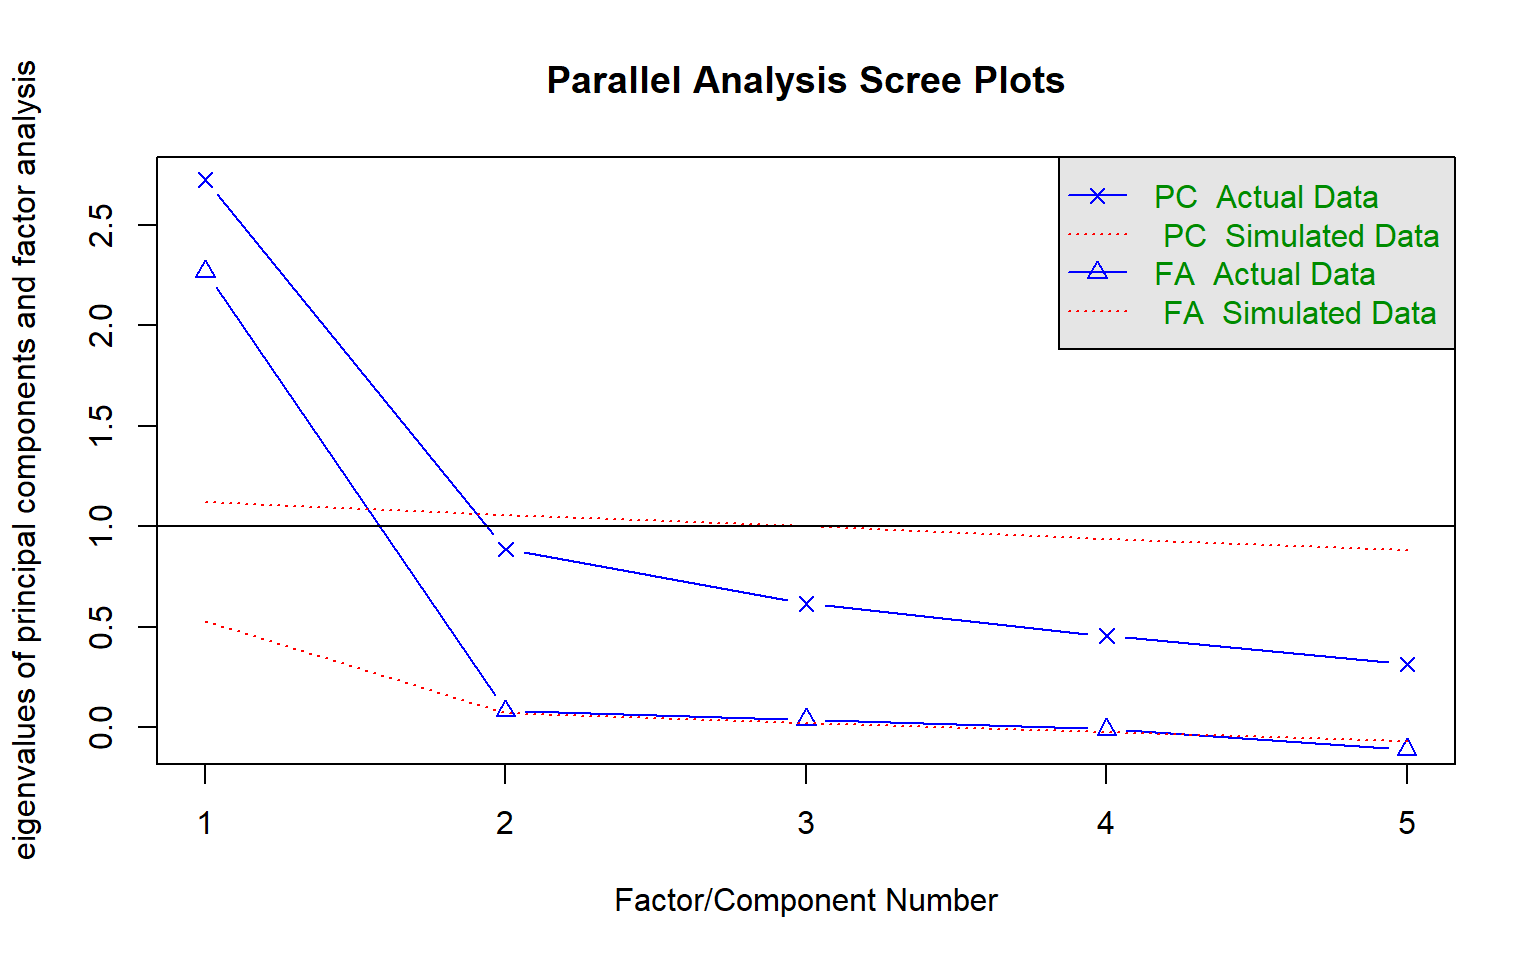 Parallel Analysis Scree Plots
eigenvalues of principal components and factor analysis
2.5
2.0
1.5
1.0
0.5
0.0
PC Actual Data
PC Simulated Data
FA Actual Data
FA Simulated Data
1 2 3 4 5
Factor/Component Number